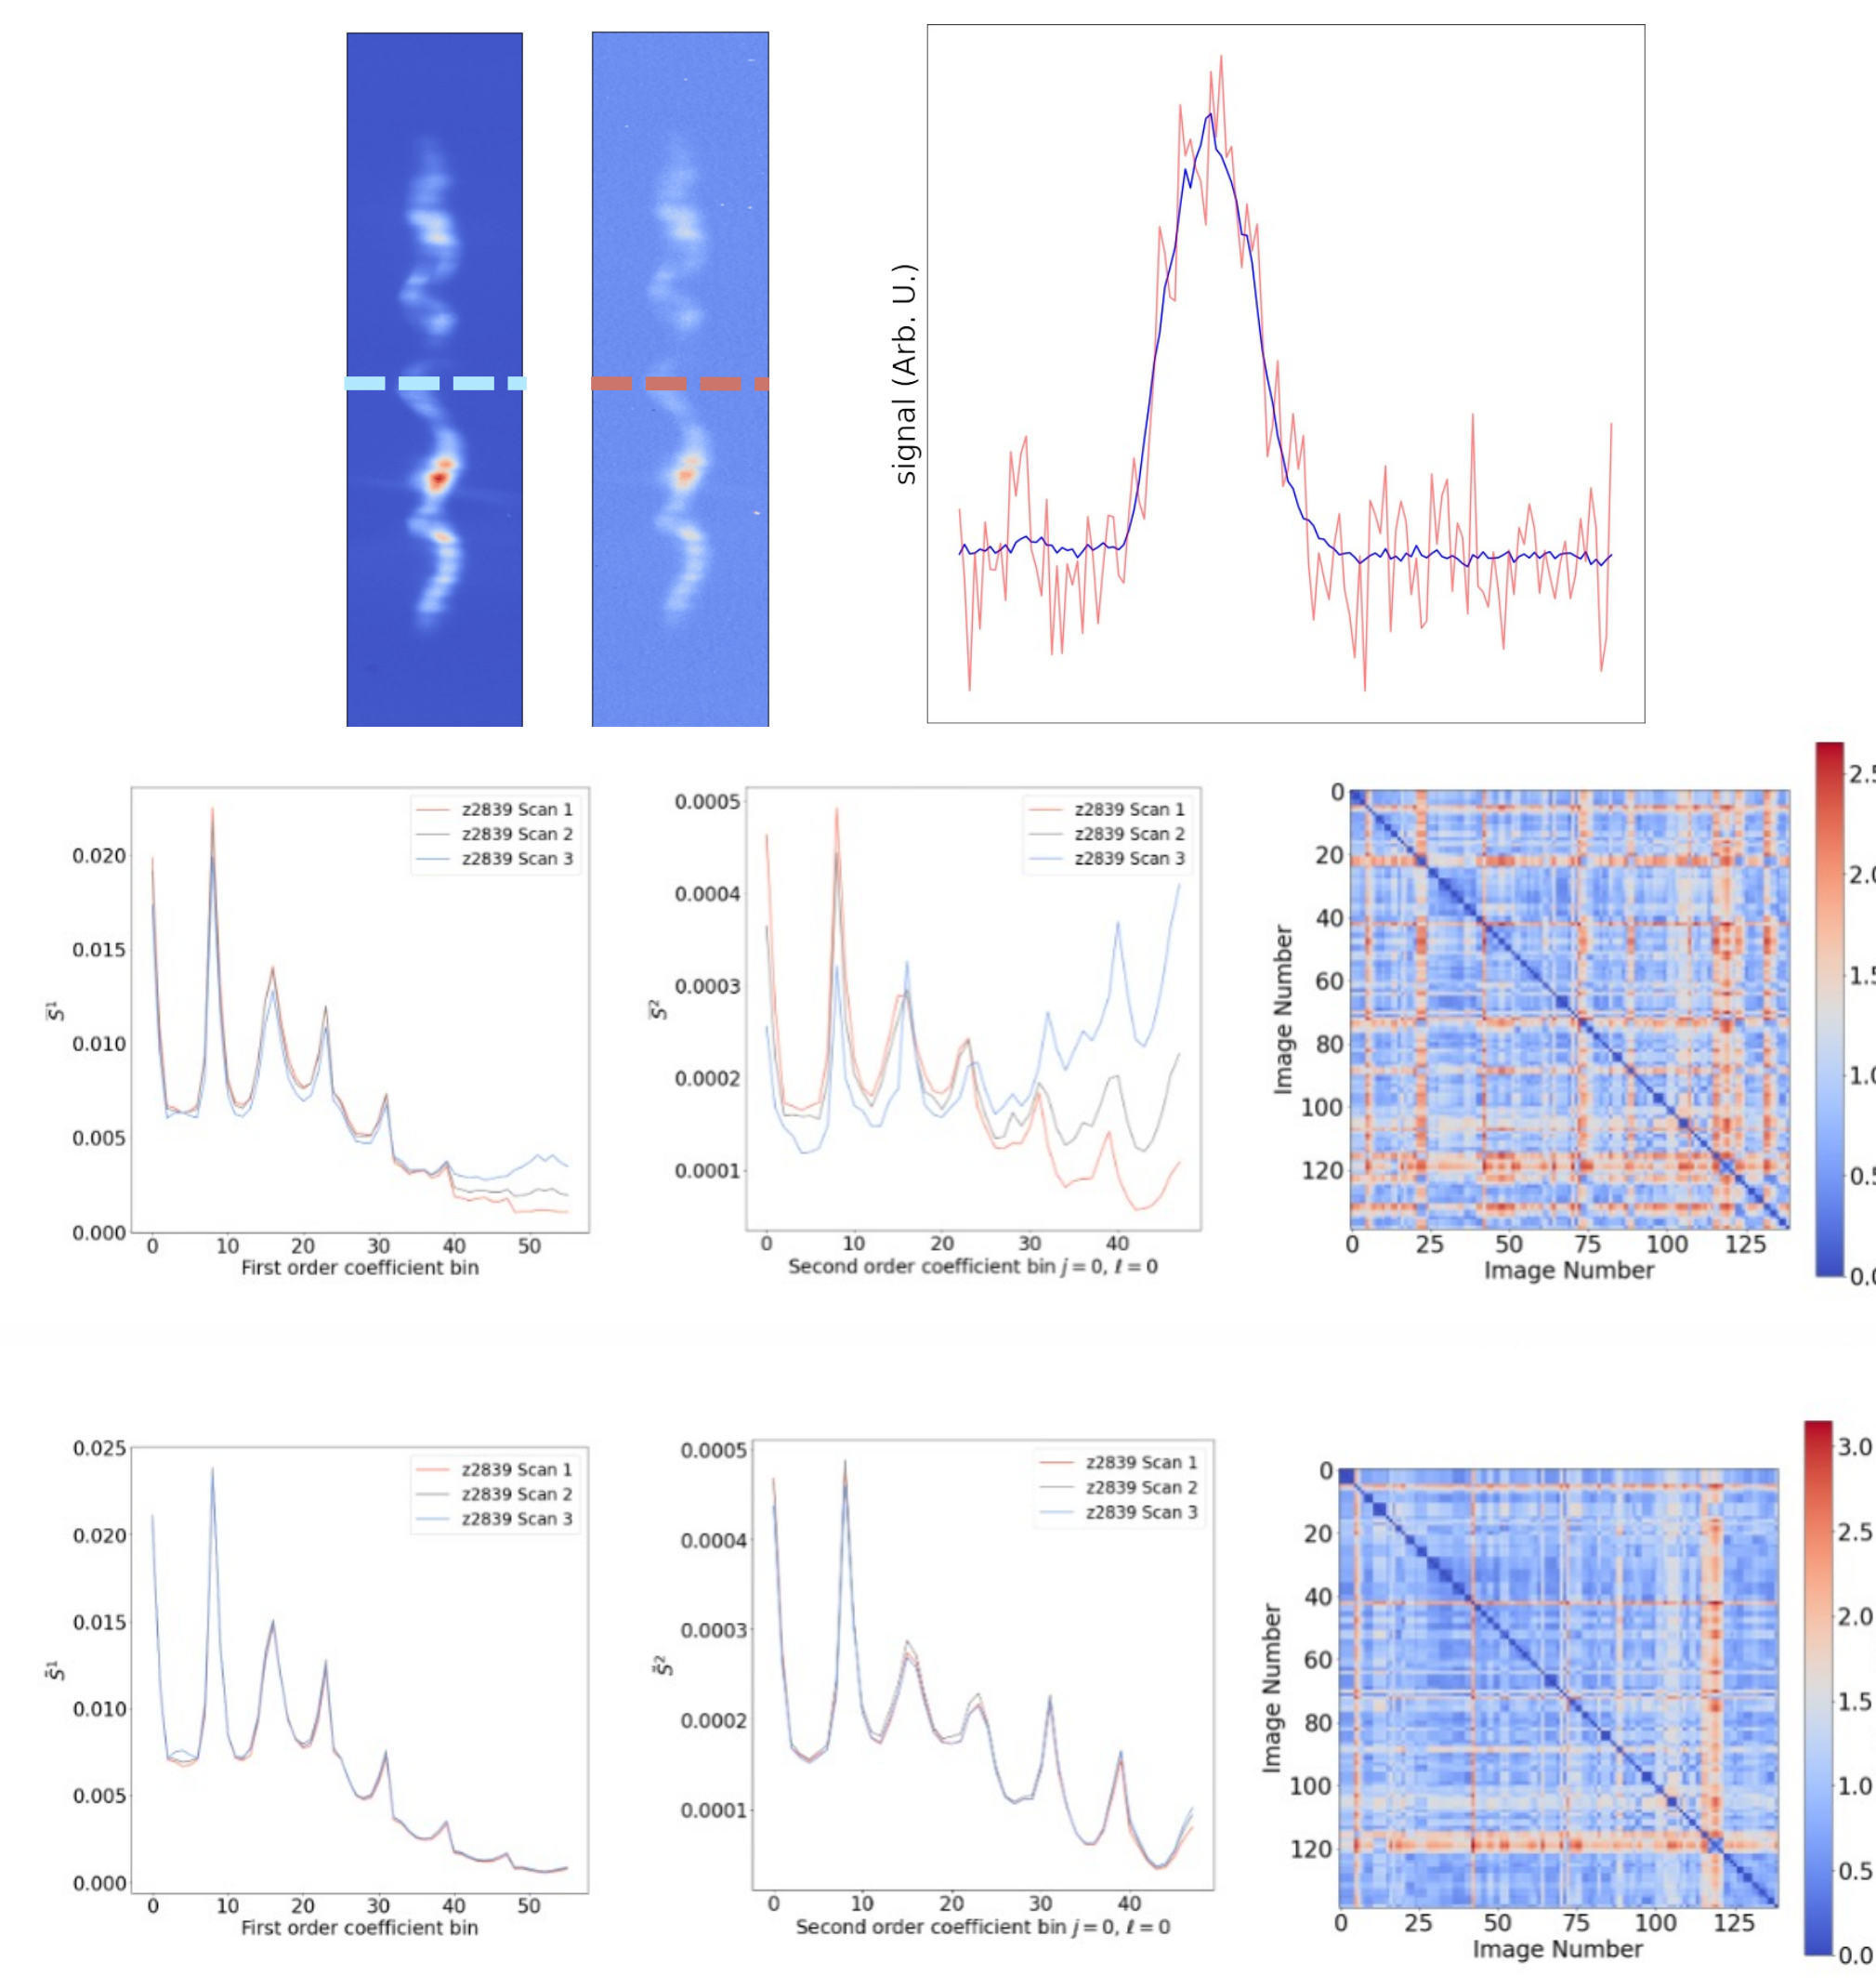 signal (Arb. U.)
0.020
0.015
0.010
0.005
0.000
S̅¹
z2839 Scan 1
z2839 Scan 2
z2839 Scan 3
0 10 20 30 40 50
First order coefficient bin
0.0005
0.0004
0.0003
0.0002
0.0001
S̅²
z2839 Scan 1
z2839 Scan 2
z2839 Scan 3
0 10 20 30 40
Second order coefficient bin j = 0, ℓ = 0
0
20
40
60
80
100
120
Image Number
0 25 50 75 100 125
Image Number
2.
1.0
0.5
0.025
0.020
0.015
0.010
0.005
0.000
S̃¹
z2839 Scan 1
z2839 Scan 2
z2839 Scan 3
0 10 20 30 40 50
First order coefficient bin
0.0005
0.0004
0.0003
0.0002
0.0001
S̃²
z2839 Scan 1
z2839 Scan 2
z2839 Scan 3
0 10 20 30 40
Second order coefficient bin j = 0, ℓ = 0
0
20
40
60
80
100
120
Image Number
0 25 50 75 100 125
Image Number
3.0
2.5
2.0
1.5
1.0
0.5
0.0